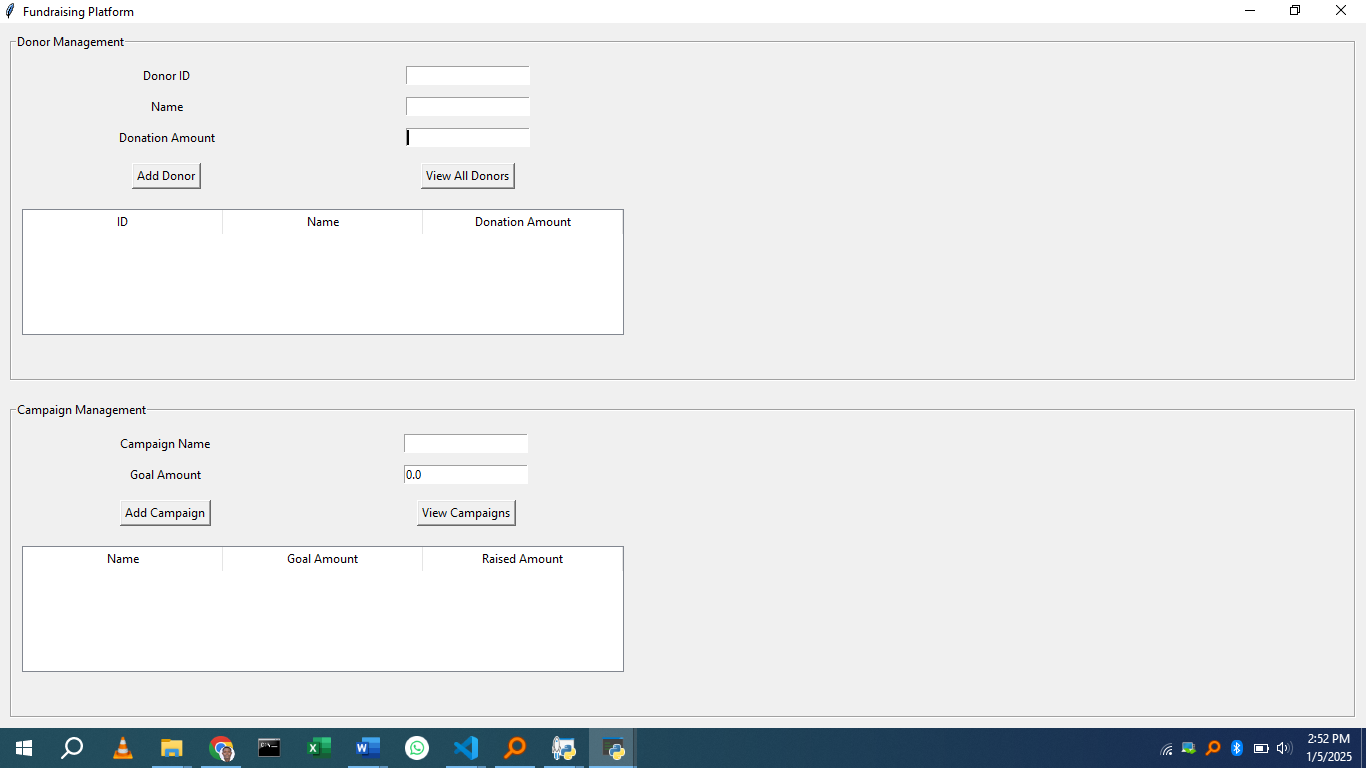 Fundraising Platform
Donor Management
Donor ID
Name
Donation Amount
Add Donor View All Donors
ID Name Donation Amount
Campaign Management
Campaign Name
Goal Amount 0.0
Add Campaign View Campaigns
Name Goal Amount Raised Amount
2:52 PM
1/5/2025